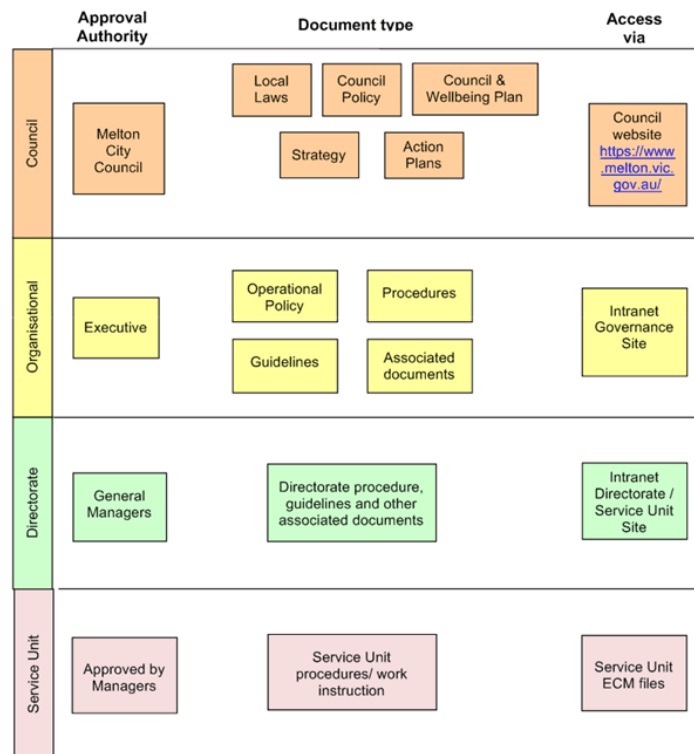 Approval
Authority
Document type
Access
via
Council
Melton
City
Council
Local
Laws
Council
Policy
Council &
Wellbeing Plan
Strategy
Action
Plans
Council
website
https://www
.melton.vic.
gov.au/
Organisational
Executive
Operational
Policy
Procedures
Guidelines
Associated
documents
Intranet
Governance
Site
Directorate
General
Managers
Directorate procedure,
guidelines and other
associated documents
Intranet
Directorate /
Service Unit
Site
Service Unit
Approved by
Managers
Service Unit
procedures/ work
instruction
Service Unit
ECM files